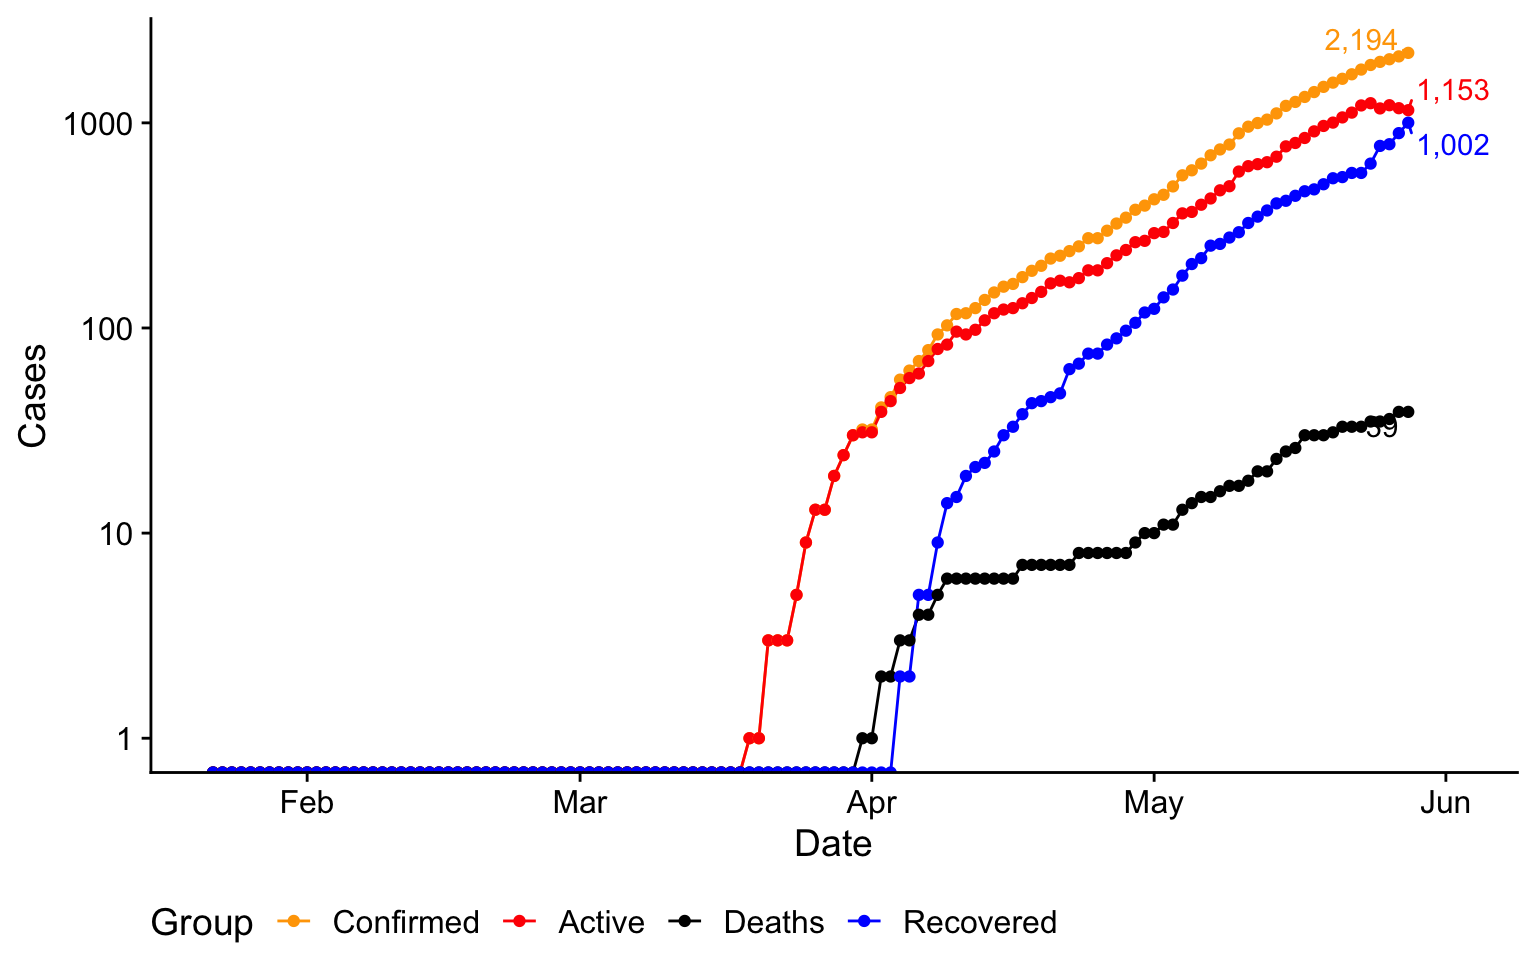 2,194
1,153
1,002
39
1000
100
10
1
Cases
Feb Mar Apr May Jun
Date
Group Confirmed Active Deaths Recovered